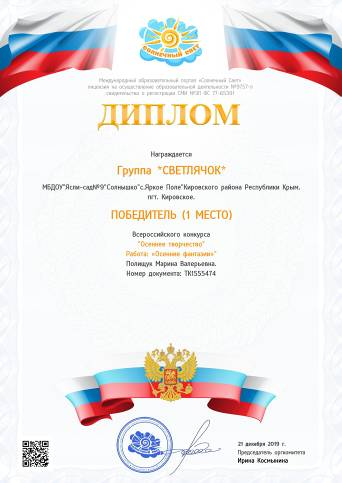 СОЛНЕЧНЫЙ СВЕТ
Международный образовательный портал «Солнечный Свет»
лицензия на осуществление образовательной деятельности №9757-л
свидетельство о регистрации СМИ №ЭЛ ФС 77-65391
ДИПЛОМ
Награждается
Группа *СВЕТЛЯЧОК*
МБДОУ"Ясли-сад№9"Солнышко"с.Яркое Поле"Кировского района Республики Крым.
пгт. Кировское.
ПОБЕДИТЕЛЬ (1 МЕСТО)
Всероссийского конкурса
"Осеннее творчество"
Работа: «Осенние фантазии»
Полищук Марина Валерьевна.
Номер документа: TK1555474
21 декабря 2019 г.
Председатель оргкомитета
Ирина Космынина